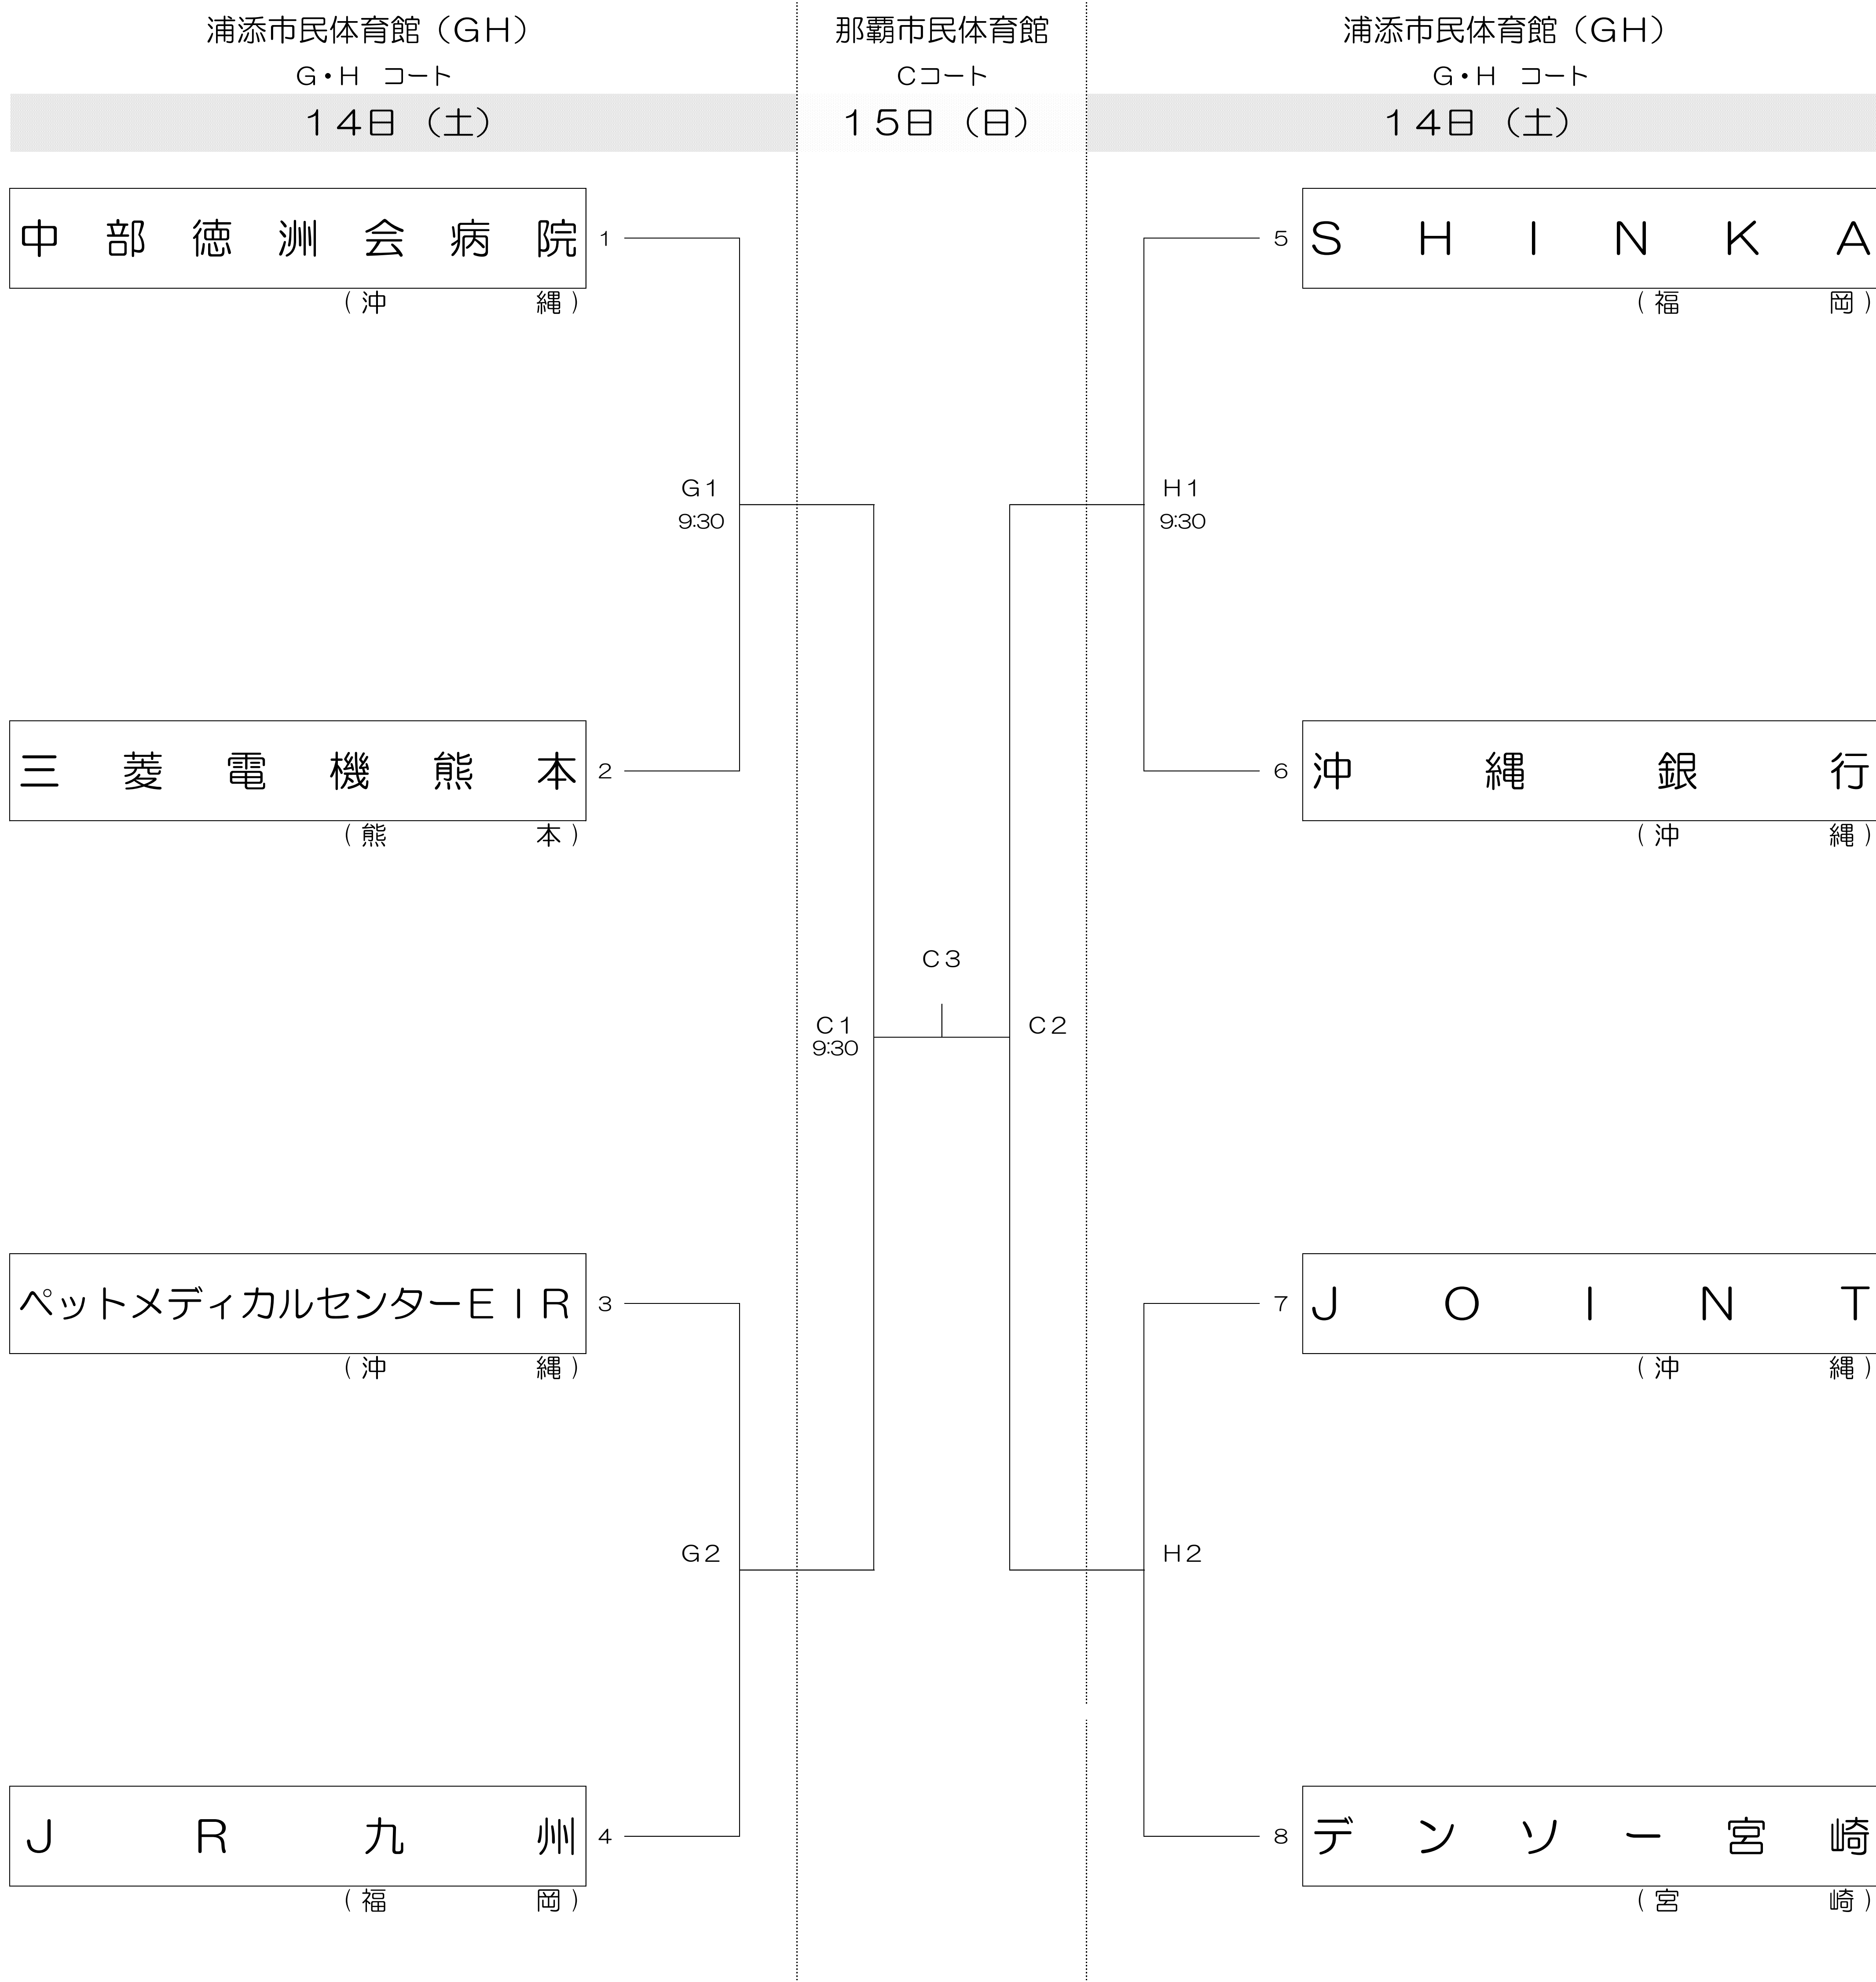 浦添市民体育館（GH） 那覇市民体育館 浦添市民体育館（GH）
G・H コート Cコート G・H コート
14日（土） 15日（日） 14日（土）
中部徳洲会病院 1 5 SHINKA
（沖縄） （福岡）
G1 H1
9:30 9:30
三菱電機熊本 2 6 沖縄銀行
（熊本） （沖縄）
C3
C1 C2
9:30
ペットメディカルセンターEIR 3 7 JOINT
（沖縄） （沖縄）
G2 H2
JR九州 4 8 デンソー宮崎
（福岡） （宮崎）